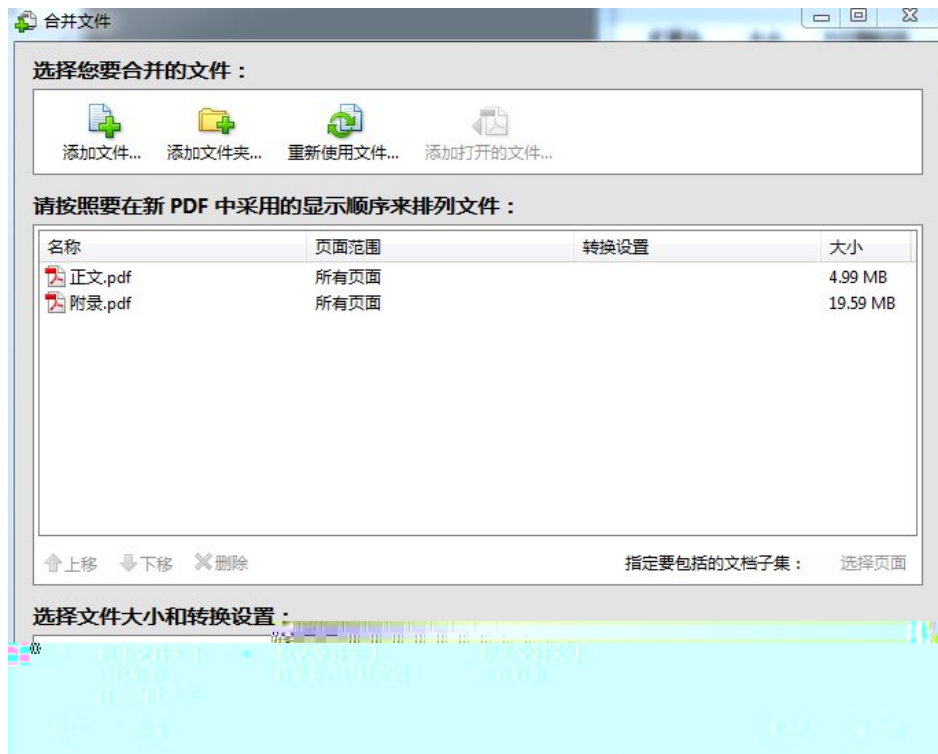 合并文件
选择您要合并的文件：
添加文件... 添加文件夹... 重新使用文件... 添加打开的文件...
请按照要在新 PDF 中采用的显示顺序来排列文件：
名称 页面范围 转换设置 大小
正文.pdf 所有页面 4.99 MB
附录.pdf 所有页面 19.59 MB
上移 下移 删除 指定要包括的文档子集： 选择页面
选择文件大小和转换设置：